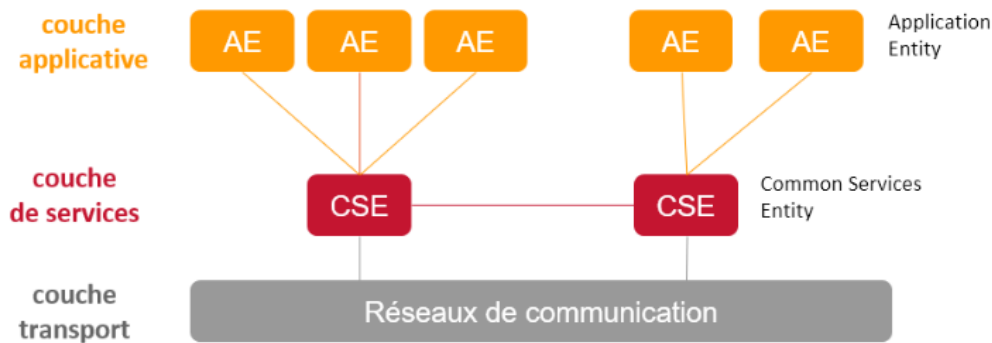 couche
applicative
AE
AE
AE
AE
AE
Application
Entity
couche
de services
CSE
CSE
Common Services
Entity
couche
transport
Réseaux de communication